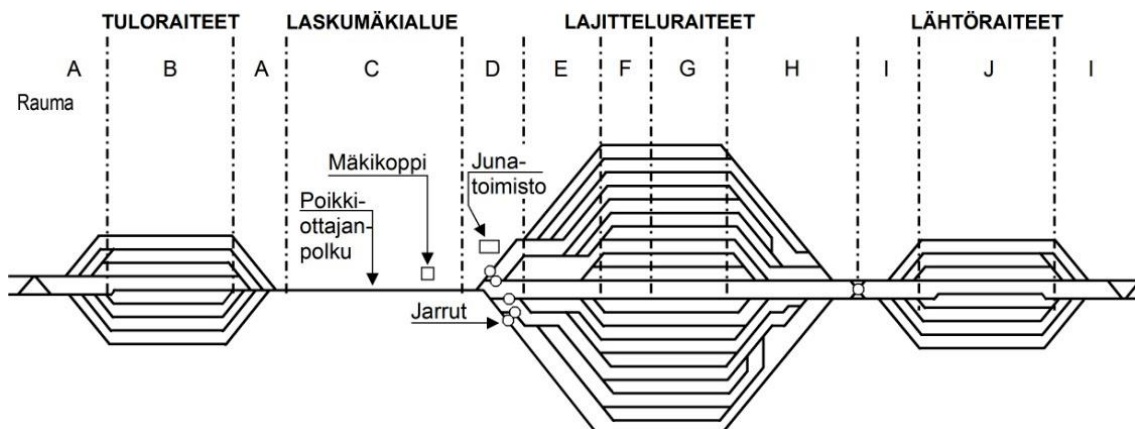 TULORAITEET LASKUMÄKIALUE LAJITTELURAITEET LÄHTÖRAITEET
A B A C D E F G H I J I
Rauma
Mäkikoppi
Juna-
toimisto
Poikki-
ottajan-
polku
Jarrut